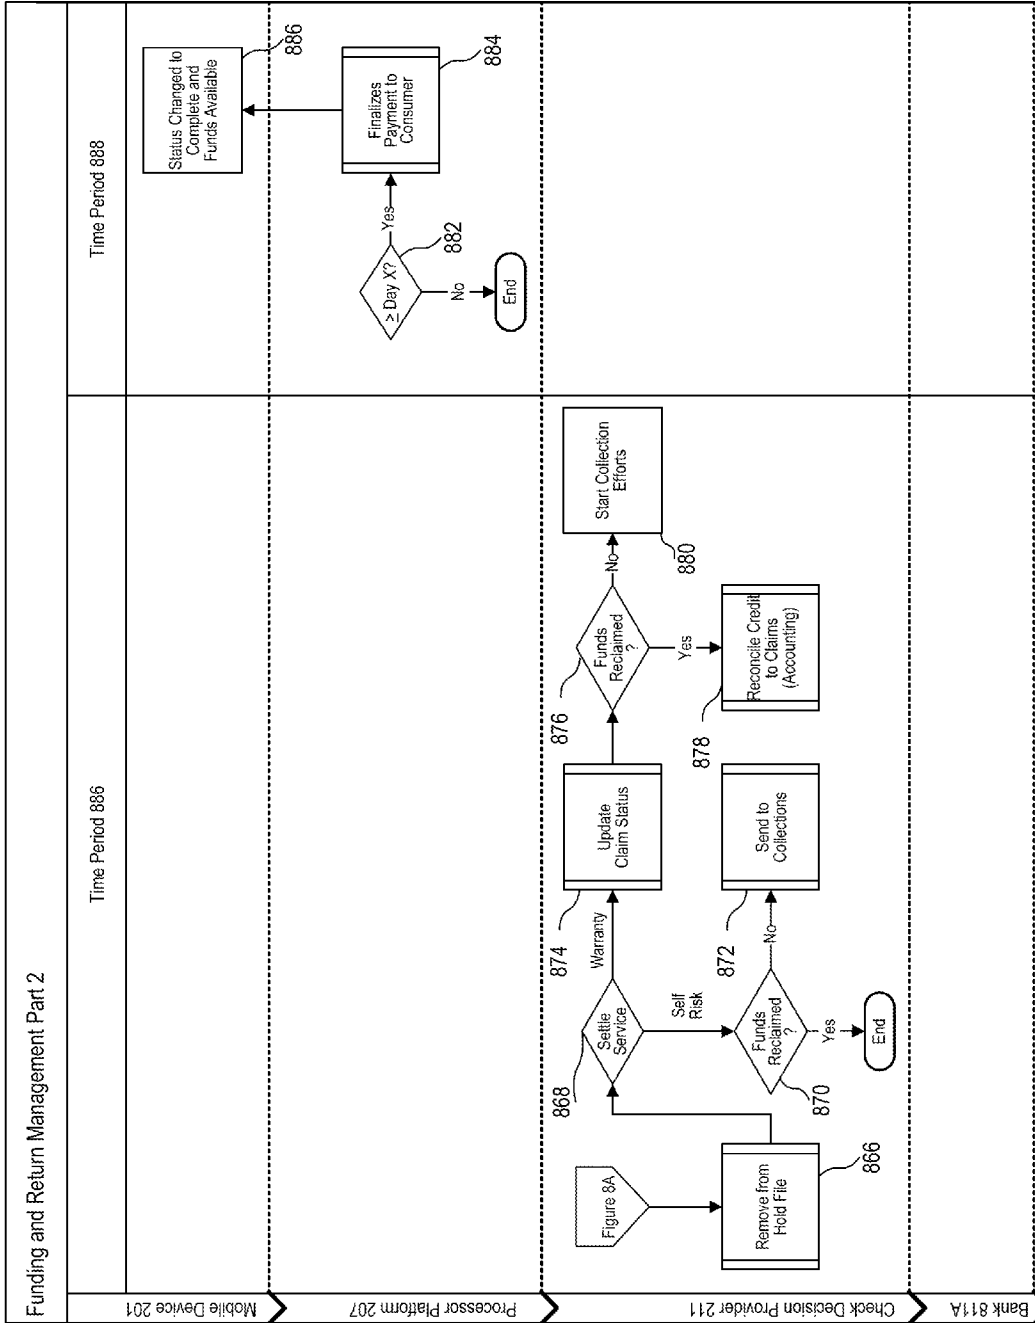 Funding and Return Management Part 2
Time Period 886
Time Period 888
Mobile Device 201
Status Changed to
Complete and
Funds Available
886
Processor Platform 207
≥ Day X?
882
Yes
No
End
Finalizes
Payment to
Consumer
884
Check Decision Provider 211
Figure 8A
Remove from
Hold File
866
868
Settle
Service
Warranty
Self
Risk
874
Update
Claim Status
876
Funds
Reclaimed
?
No
Start Collection
Efforts
880
Yes
878
Reconcile Credit
to Claims
(Accounting)
Funds
Reclaimed
?
870
No
872
Send to
Collections
Yes
End
Bank 811A